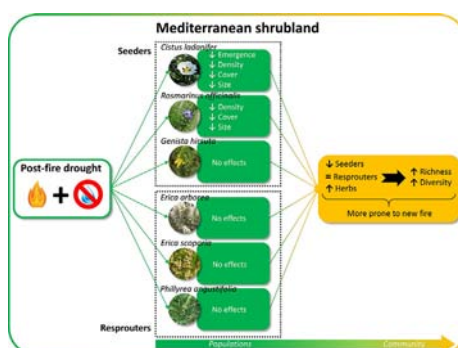 Mediterranean shrubland
Seeders
Cistus ladanifer
↓ Emergence
↓ Density
↓ Cover
↓ Size
Rosmarinus officinalis
↓ Density
↓ Cover
↓ Size
Genista hirsuta
No effects
Post-fire drought
+
Erica arborea
No effects
Erica scoparia
No effects
Phillyrea angustifolia
No effects
Resprouters
↓ Seeders
= Resprouters
↑ Herbs
↑ Richness
↑ Diversity
More prone to new fire
Populations
Community